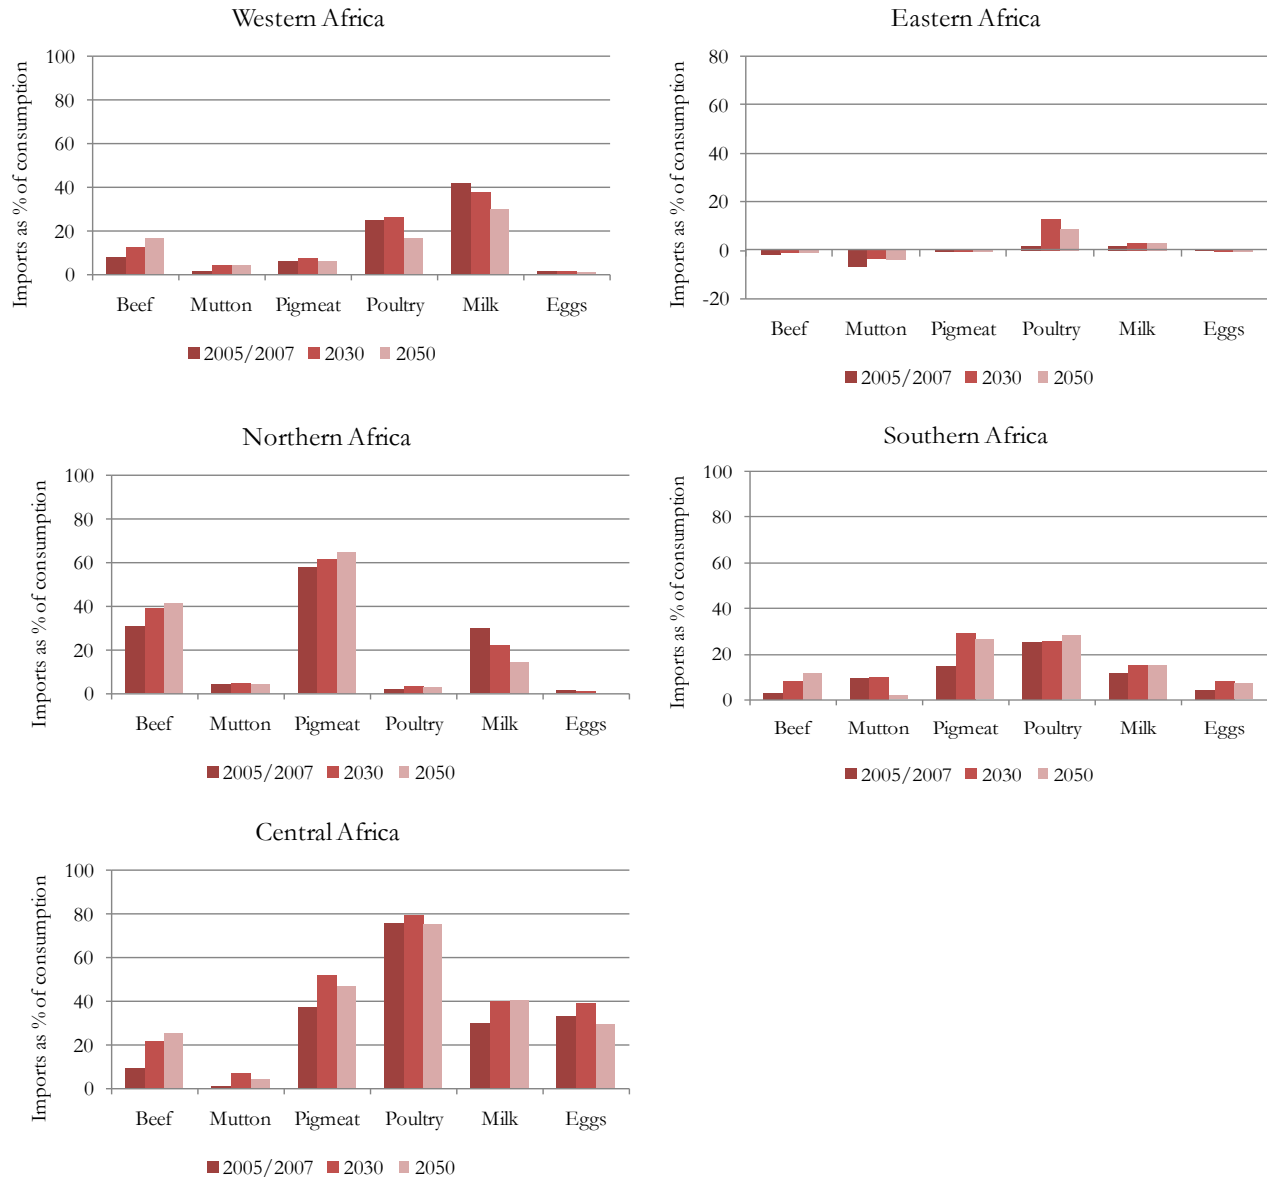 Western Africa
Imports as % of consumption
100
80
60
40
20
0
Beef Mutton Pigmeat Poultry Milk Eggs
2005/2007 2030 2050
Eastern Africa
Imports as % of consumption
80
60
40
20
0
-20
Beef Mutton Pigmeat Poultry Milk Eggs
2005/2007 2030 2050
Northern Africa
Imports as % of consumption
100
80
60
40
20
0
Beef Mutton Pigmeat Poultry Milk Eggs
2005/2007 2030 2050
Southern Africa
Imports as % of consumption
100
80
60
40
20
0
Beef Mutton Pigmeat Poultry Milk Eggs
2005/2007 2030 2050
Central Africa
Imports as % of consumption
100
80
60
40
20
0
Beef Mutton Pigmeat Poultry Milk Eggs
2005/2007 2030 2050